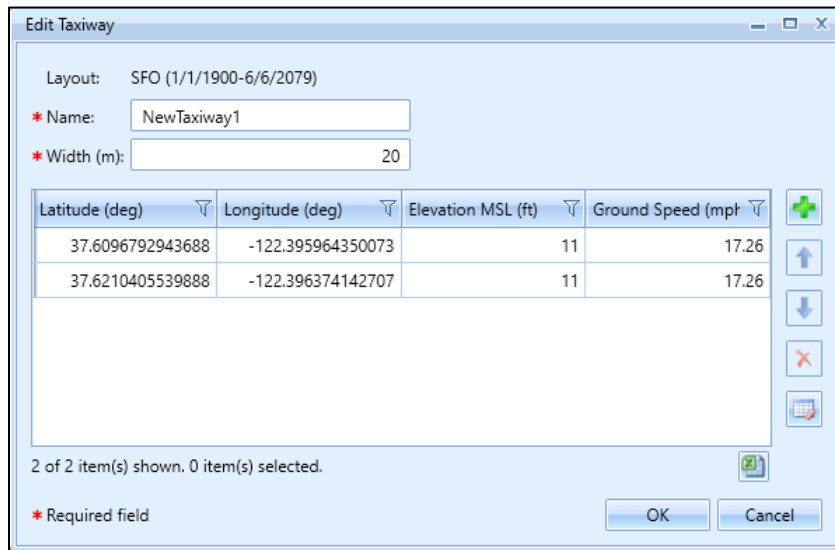 Edit Taxiway
Layout: SFO (1/1/1900-6/6/2079)
* Name: NewTaxiway1
* Width (m): 20
Latitude (deg) Longitude (deg) Elevation MSL (ft) Ground Speed (mph
37.6096792943688 -122.395964350073 11 17.26
37.6210405539888 -122.396374142707 11 17.26
2 of 2 item(s) shown. 0 item(s) selected.
* Required field OK Cancel